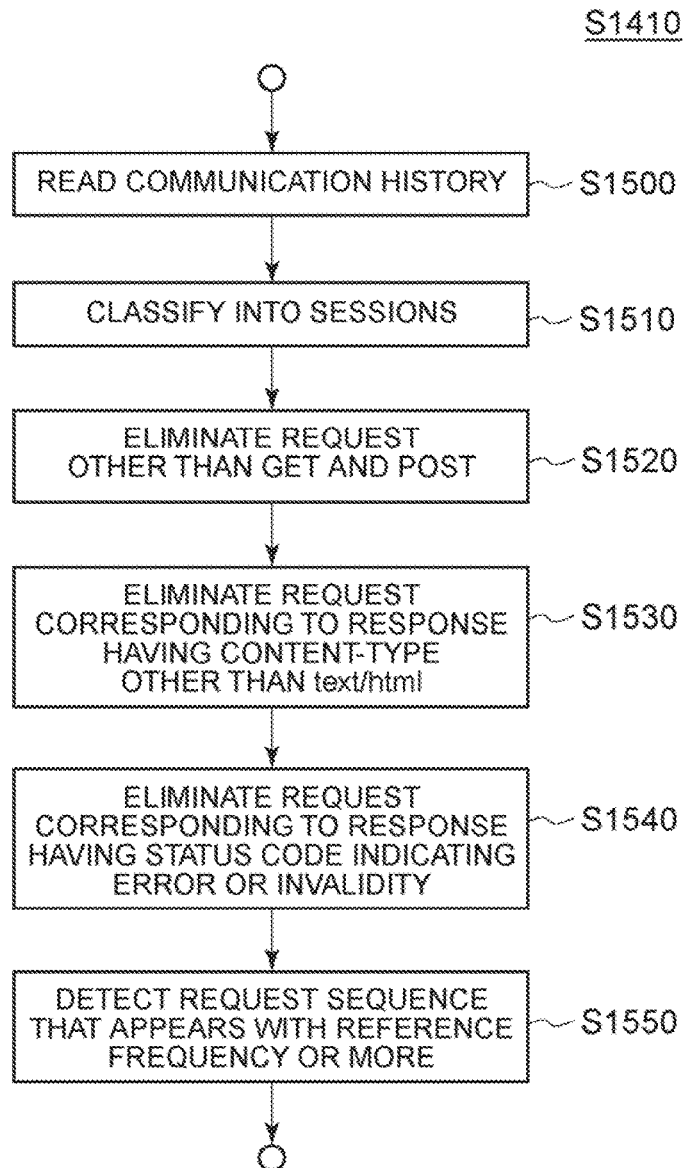 S1410
READ COMMUNICATION HISTORY
S1500
CLASSIFY INTO SESSIONS
S1510
ELIMINATE REQUEST
OTHER THAN GET AND POST
S1520
ELIMINATE REQUEST
CORRESPONDING TO RESPONSE
HAVING CONTENT-TYPE
OTHER THAN text/html
S1530
ELIMINATE REQUEST
CORRESPONDING TO RESPONSE
HAVING STATUS CODE INDICATING
ERROR OR INVALIDITY
S1540
DETECT REQUEST SEQUENCE
THAT APPEARS WITH REFERENCE
FREQUENCY OR MORE
S1550